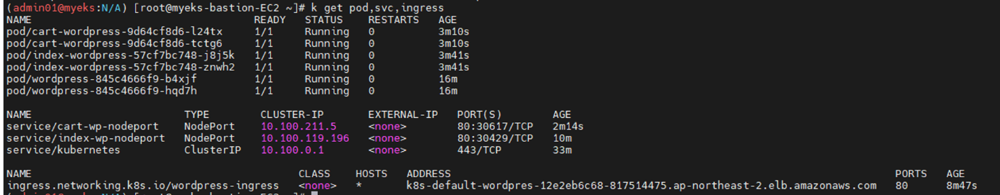 (admin01@myeks:N/A) [root@myeks-bastion-EC2 ~]# k get pod,svc,ingress
NAME READY STATUS RESTARTS AGE
pod/cart-wordpress-9d64cf8d6-l24tx 1/1 Running 0 3m10s
pod/cart-wordpress-9d64cf8d6-tctg6 1/1 Running 0 3m10s
pod/index-wordpress-57cf7bc748-j8j5k 1/1 Running 0 3m41s
pod/index-wordpress-57cf7bc748-znwh2 1/1 Running 0 3m41s
pod/wordpress-845c4666f9-b4xjf 1/1 Running 0 16m
pod/wordpress-845c4666f9-hqd7h 1/1 Running 0 16m
NAME TYPE CLUSTER-IP EXTERNAL-IP PORT(S) AGE
service/cart-wp-nodeport NodePort 10.100.211.5 <none> 80:30617/TCP 2m14s
service/index-wp-nodeport NodePort 10.100.119.196 <none> 80:30429/TCP 10m
service/kubernetes ClusterIP 10.100.0.1 <none> 443/TCP 33m
NAME CLASS HOSTS ADDRESS PORTS AGE
ingress.networking.k8s.io/wordpress-ingress <none> * k8s-default-wordpres-12e2eb6c68-817514475.ap-northeast-2.elb.amazonaws.com 80 8m47s